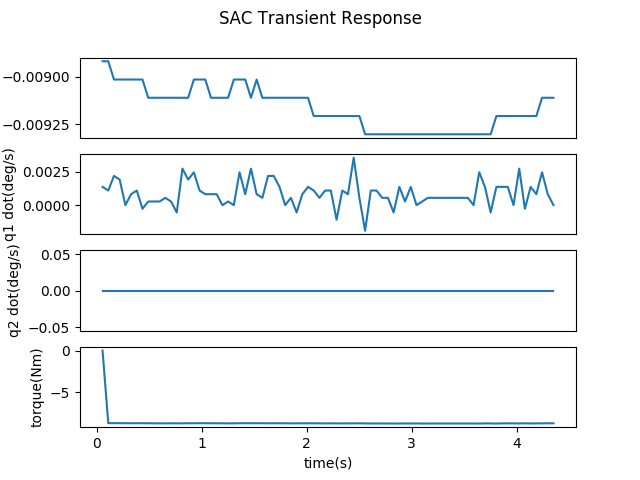 SAC Transient Response
−0.00900
−0.00925
q1 dot(deg/s)
0.0025
0.0000
q2 dot(deg/s)
0.05
0.00
−0.05
torque(Nm)
0
−5
0 1 2 3 4
time(s)